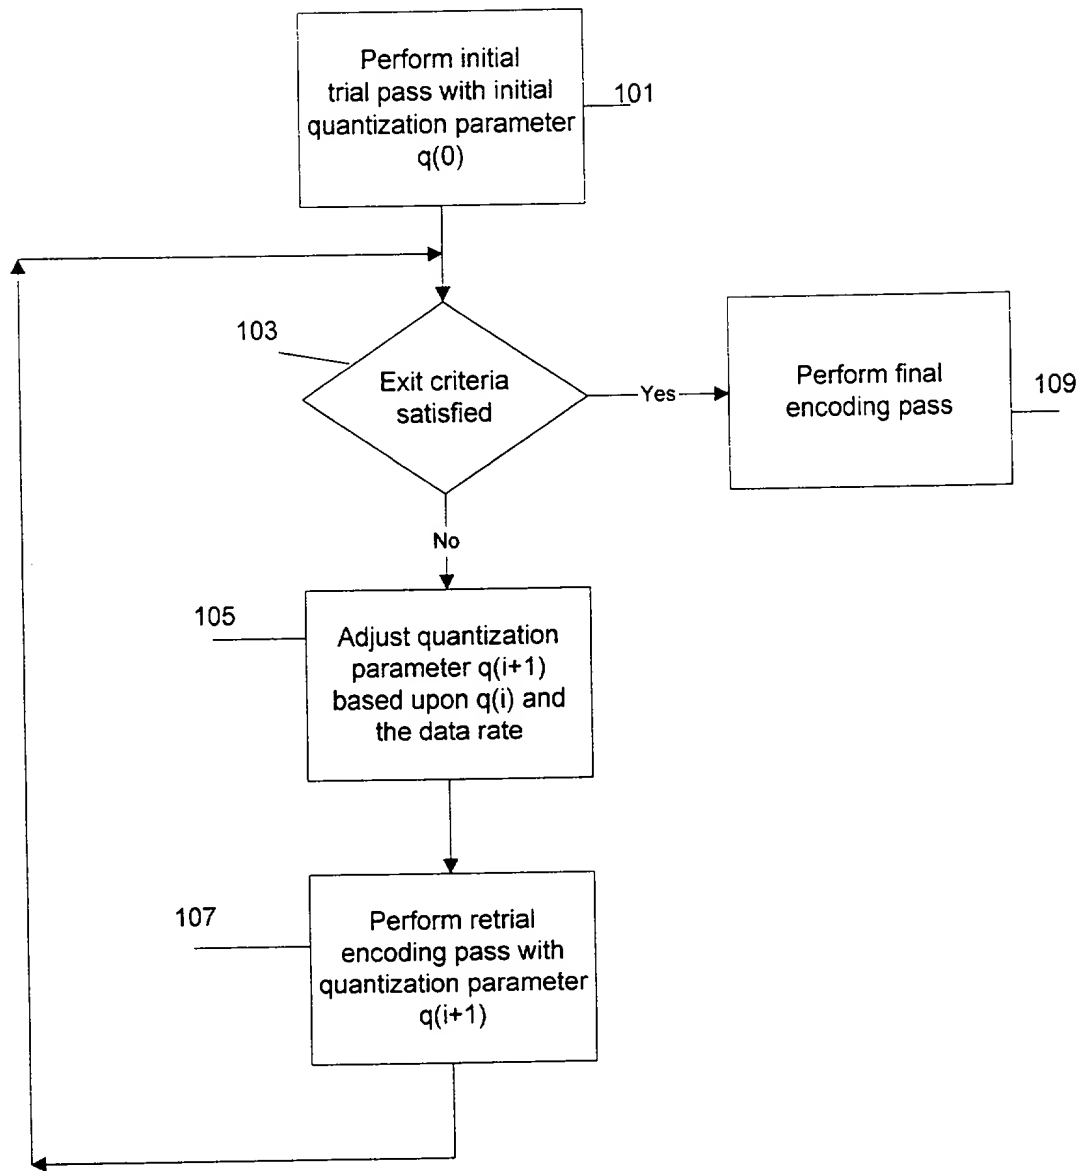 Perform initial
trial pass with initial
quantization parameter
q(0)
101
103
Exit criteria
satisfied
Yes
Perform final
encoding pass
109
No
105
Adjust quantization
parameter q(i+1)
based upon q(i) and
the data rate
107
Perform retrial
encoding pass with
quantization parameter
q(i+1)